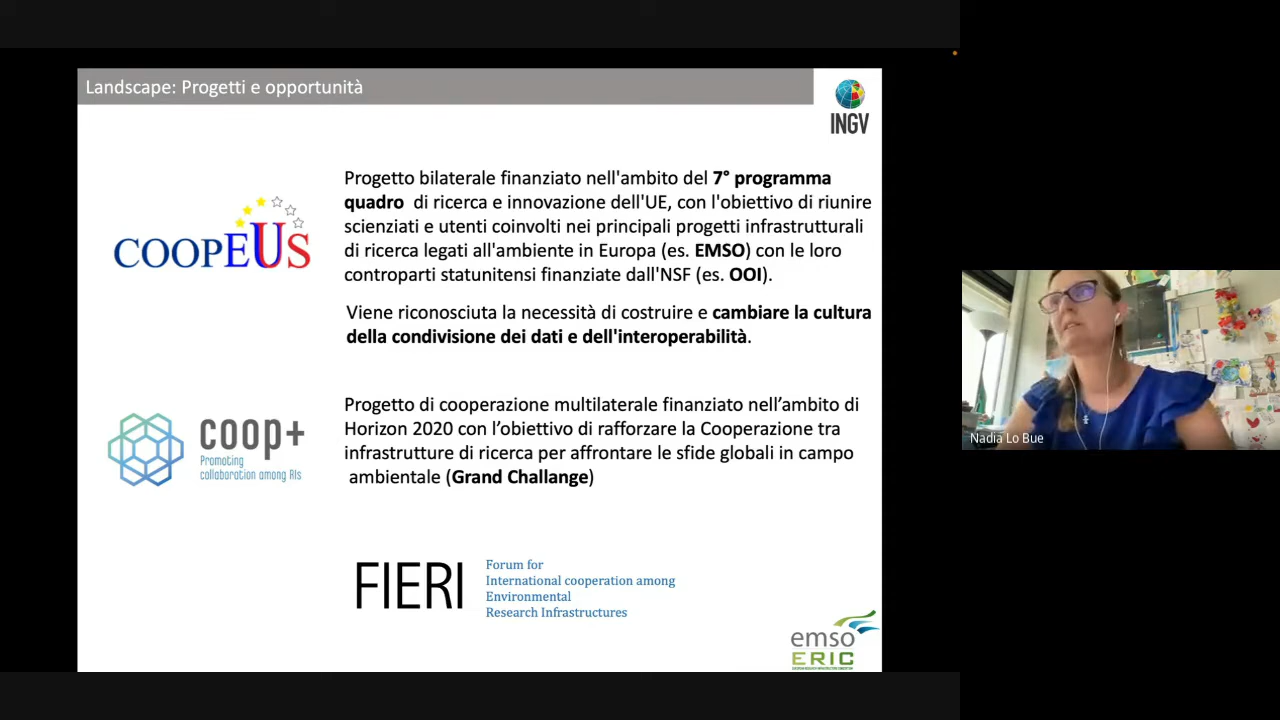 Landscape: Progetti e opportunità
INGV
Progetto bilaterale finanziato nell'ambito del 7° programma
quadro di ricerca e innovazione dell'UE, con l'obiettivo di riunire
scienziati e utenti coinvolti nei principali progetti infrastrutturali
di ricerca legati all'ambiente in Europa (es. EMSO) con le loro
controparti statunitensi finanziate dall'NSF (es. OOI).
COOPEUS
Viene riconosciuta la necessità di costruire e cambiare la cultura
della condivisione dei dati e dell'interoperabilità.
Progetto di cooperazione multilaterale finanziato nell’ambito di
Horizon 2020 con l’obiettivo di rafforzare la Cooperazione tra
infrastrutture di ricerca per affrontare le sfide globali in campo
ambientale (Grand Challange)
coop+
Promoting
collaboration among RIs
FIERI
Forum for
International cooperation among
Environmental
Research Infrastructures
emso
ERIC
Nadia Lo Bue